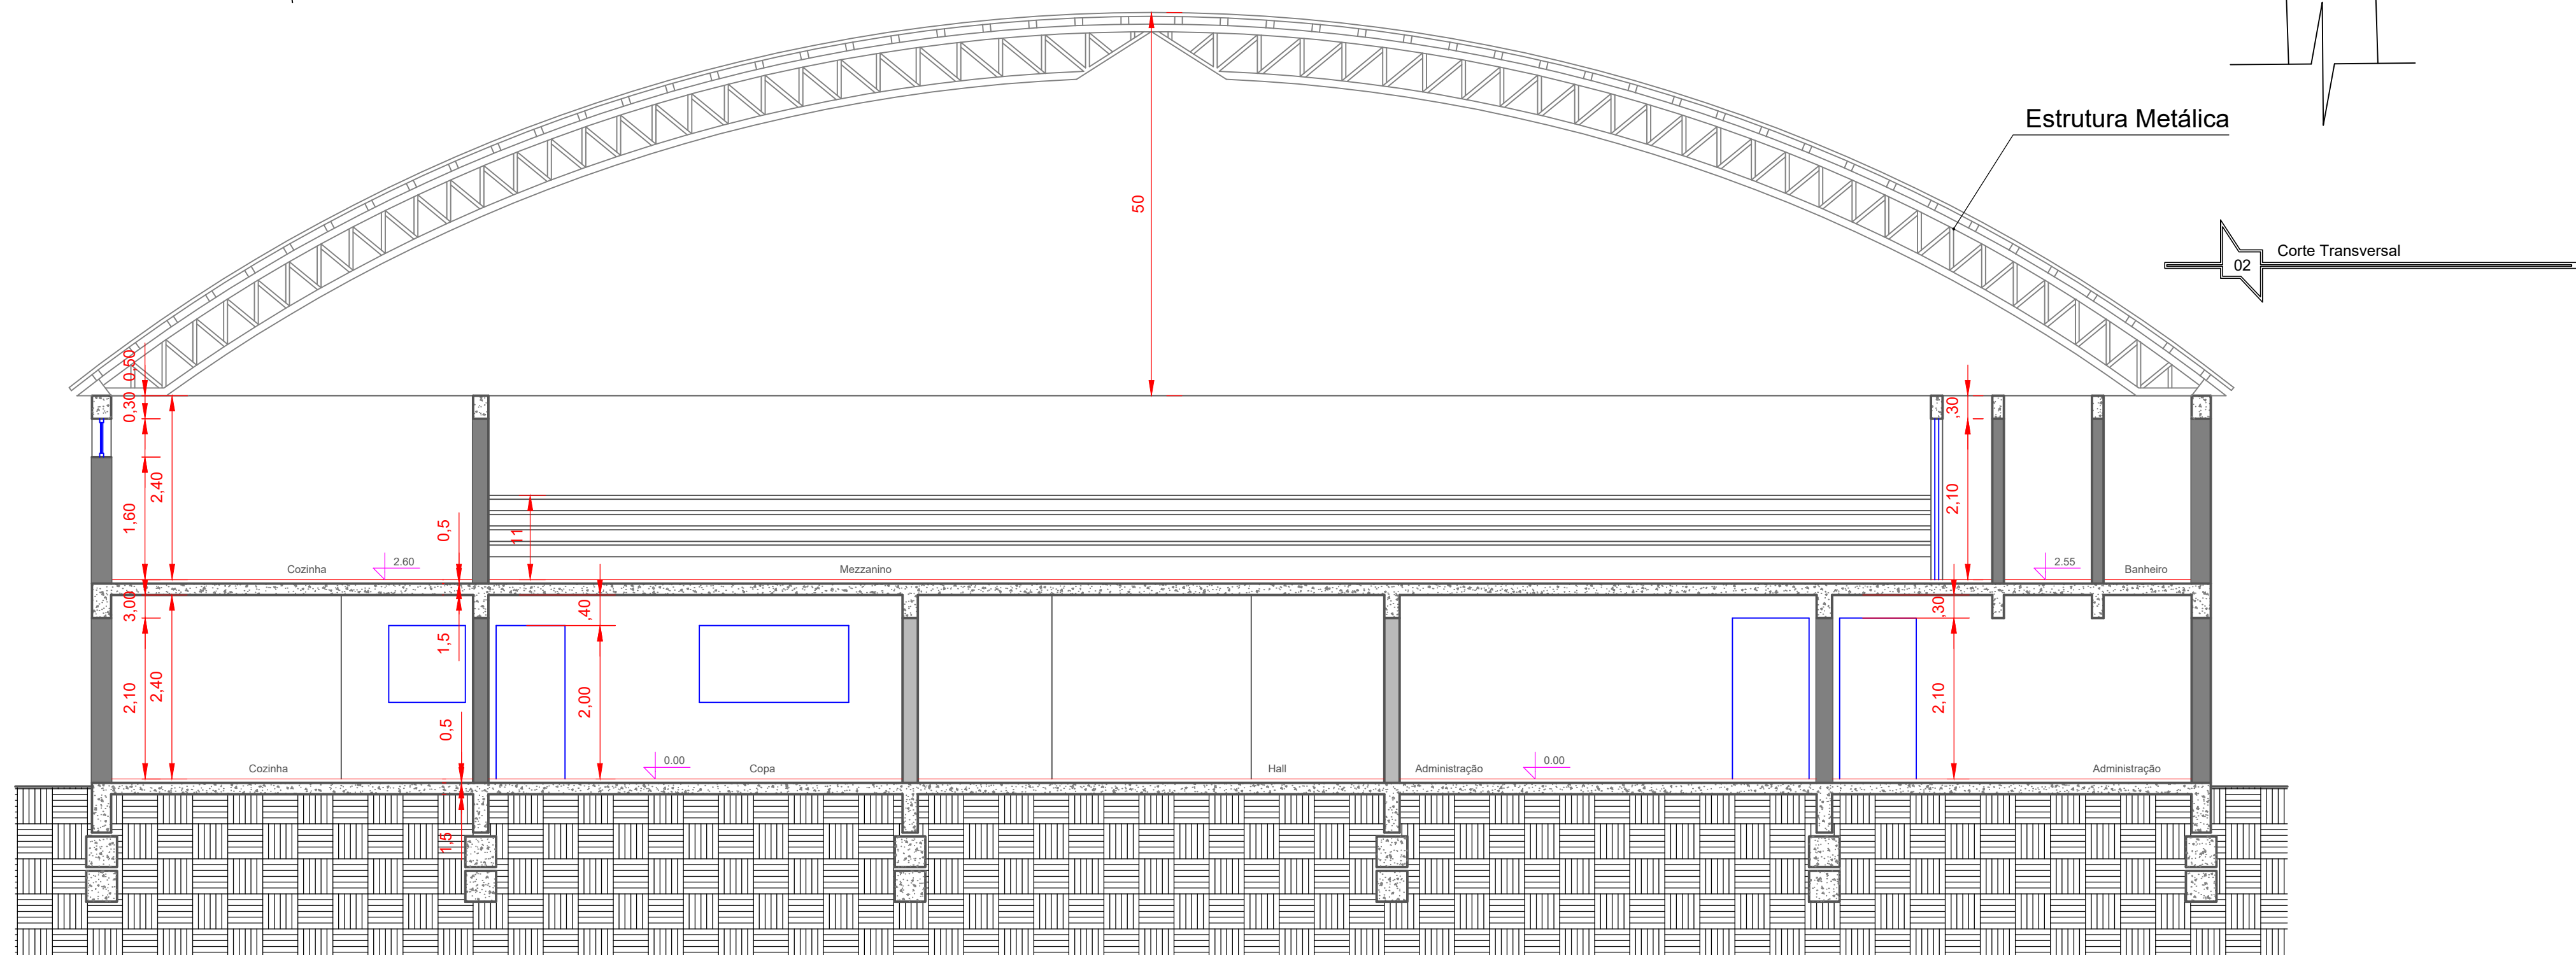 Estrutura Metálica
50
02
Corte Transversal
0,50
0,30
,30
2,40
1,60
2,10
0,5
11
Cozinha
2.60
Mezzanino
2.55
Banheiro
3,00
,40
,30
1,5
2,10
2,40
2,00
2,10
0,5
Cozinha
0.00
Copa
Hall
Administração
0.00
Administração
1,5